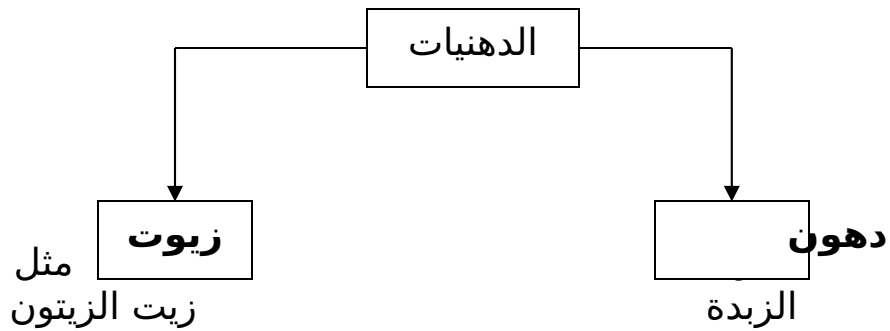 الدهنيات
دهون
الزبدة
زيوت
مثل
زيت الزيتون